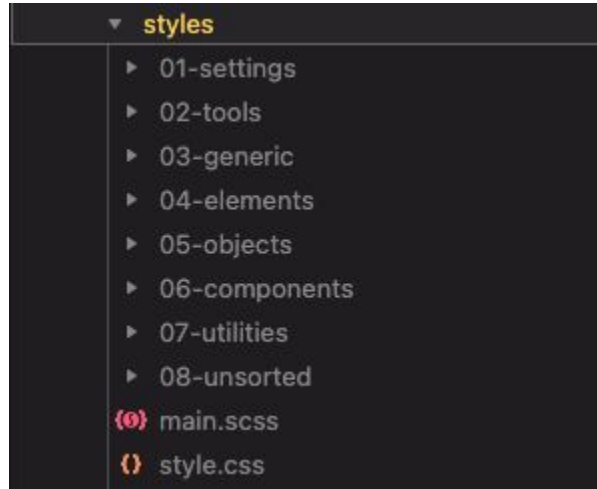 styles
01-settings
02-tools
03-generic
04-elements
05-objects
06-components
07-utilities
08-unsorted
main.scss
{} style.css